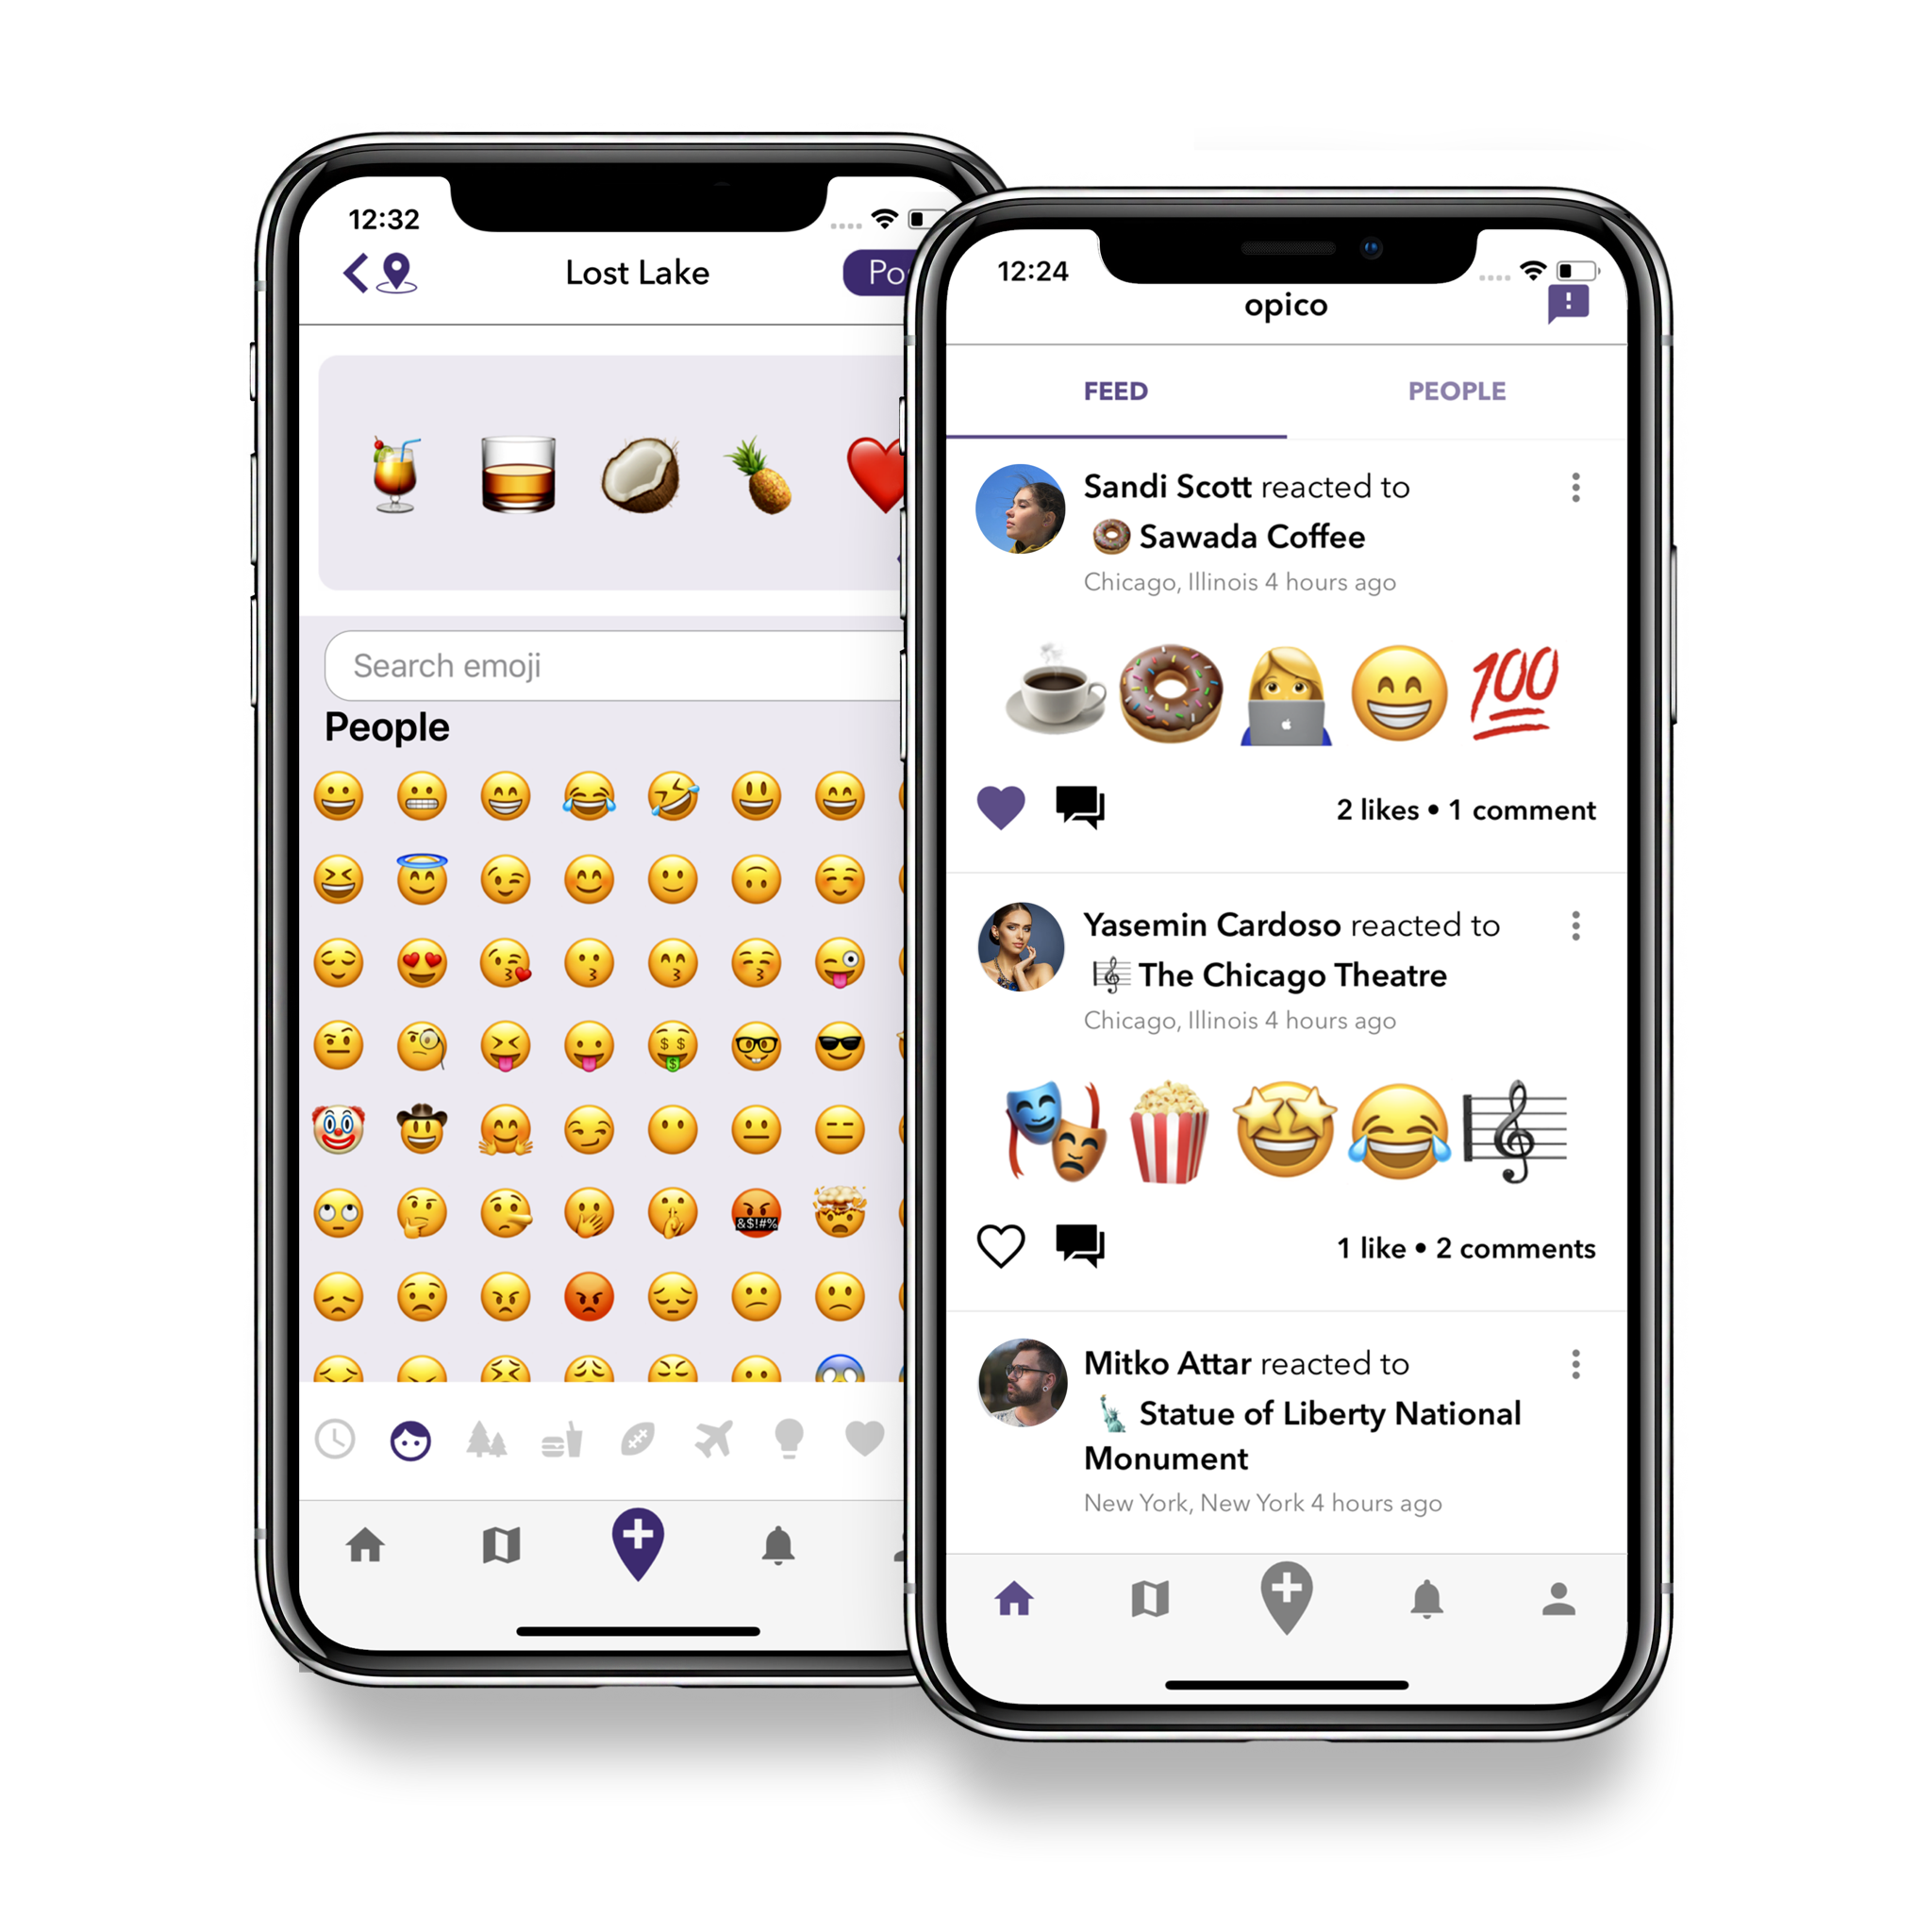 12:32
Lost Lake
Search emoji
People
&$!#%
12:24
opico
FEED
PEOPLE
Sandi Scott reacted to
Sawada Coffee
Chicago, Illinois 4 hours ago
100
2 likes • 1 comment
Yasemin Cardoso reacted to
The Chicago Theatre
Chicago, Illinois 4 hours ago
1 like • 2 comments
Mitko Attar reacted to
Statue of Liberty National
Monument
New York, New York 4 hours ago